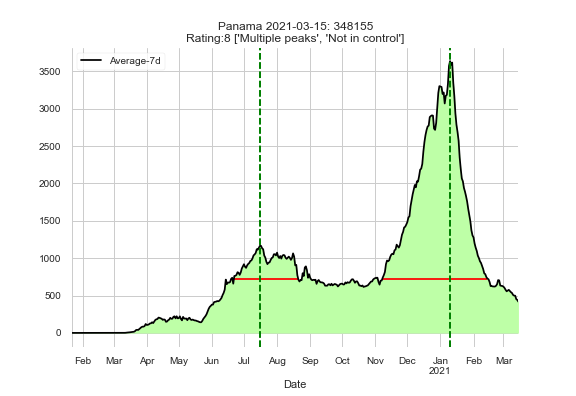 Panama 2021-03-15: 348155
Rating:8 ['Multiple peaks', 'Not in control']
Average-7d
3500
3000
2500
2000
1500
1000
500
0
Feb Mar Apr May Jun Jul Aug Sep Oct Nov Dec Jan Feb Mar
2021
Date